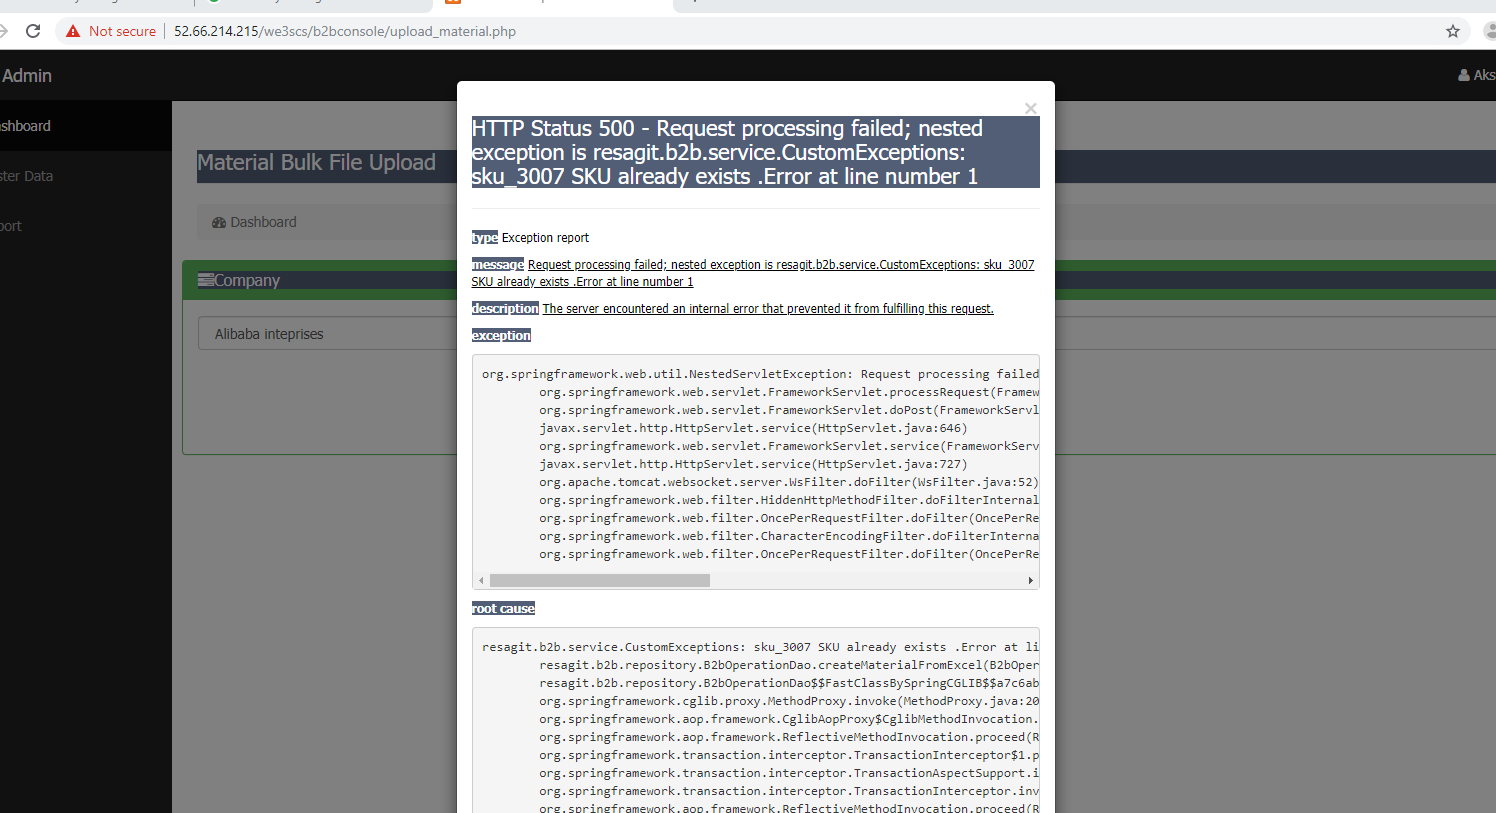 Not secure
52.66.214.215/we3scs/b2bconsole/upload_material.php
Admin
Aks
shboard
ster Data
port
Material Bulk File Upload
Dashboard
Company
Alibaba inteprises
×
HTTP Status 500 - Request processing failed; nested
exception is resagit.b2b.service.CustomExceptions:
sku_3007 SKU already exists .Error at line number 1
type Exception report
message Request processing failed; nested exception is resagit.b2b.service.CustomExceptions: sku_3007
SKU already exists .Error at line number 1
description The server encountered an internal error that prevented it from fulfilling this request.
exception
org.springframework.web.util.NestedServletException: Request processing failed
org.springframework.web.servlet.FrameworkServlet.processRequest(Framew
org.springframework.web.servlet.FrameworkServlet.doPost(FrameworkServl
javax.servlet.http.HttpServlet.service(HttpServlet.java:646)
org.springframework.web.servlet.FrameworkServlet.service(FrameworkServ
javax.servlet.http.HttpServlet.service(HttpServlet.java:727)
org.apache.tomcat.websocket.server.WsFilter.doFilter(WsFilter.java:52)
org.springframework.web.filter.HiddenHttpMethodFilter.doFilterInternal
org.springframework.web.filter.OncePerRequestFilter.doFilter(OncePerRe
org.springframework.web.filter.CharacterEncodingFilter.doFilterInterna
org.springframework.web.filter.OncePerRequestFilter.doFilter(OncePerRe
root cause
resagit.b2b.service.CustomExceptions: sku_3007 SKU already exists .Error at li
resagit.b2b.repository.B2bOperationDao.createMaterialFromExcel(B2bOper
resagit.b2b.repository.B2bOperationDao$$FastClassBySpringCGLIB$$a7c6ab
org.springframework.cglib.proxy.MethodProxy.invoke(MethodProxy.java:20
org.springframework.aop.framework.CglibAopProxy$CglibMethodInvocation.
org.springframework.aop.framework.ReflectiveMethodInvocation.proceed(R
org.springframework.transaction.interceptor.TransactionInterceptor$1.p
org.springframework.transaction.interceptor.TransactionAspectSupport.i
org.springframework.transaction.interceptor.TransactionInterceptor.inv
org.springframework.aop.framework.ReflectiveMethodInvocation.proceed(R